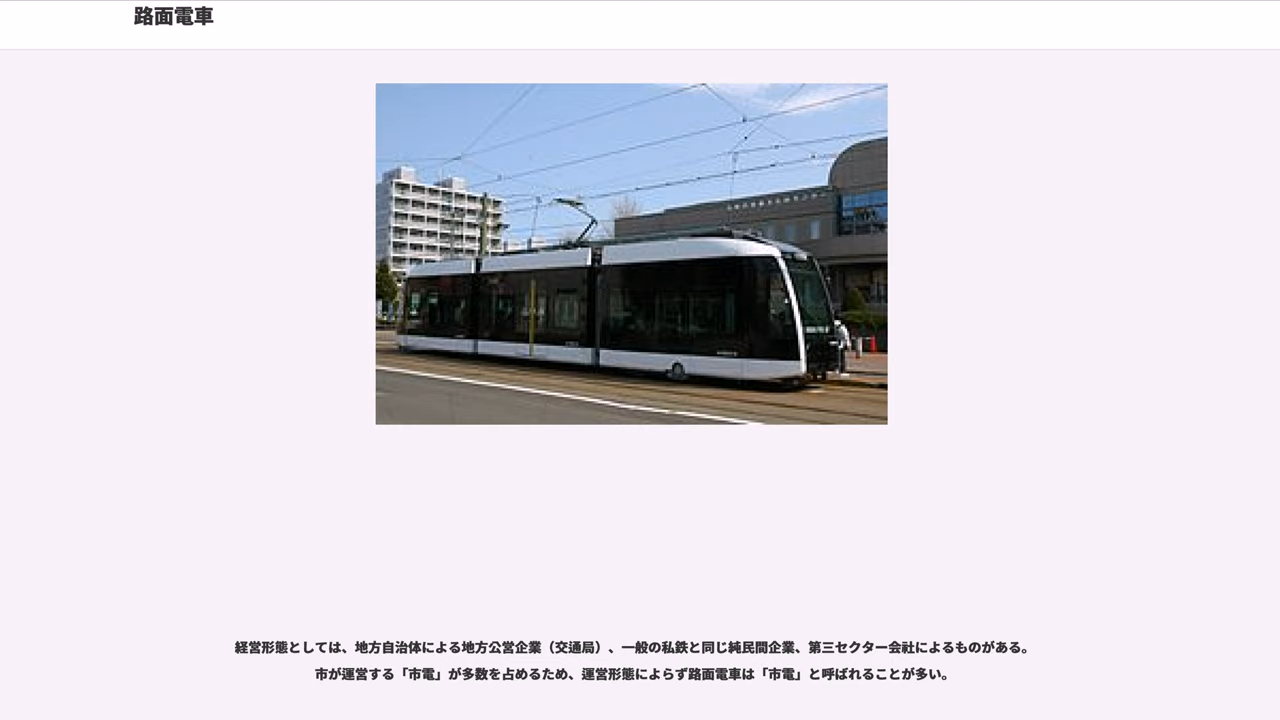 路面電車
経営形態としては、地方自治体による地方公営企業（交通局）、一般の私鉄と同じ純民間企業、第三セクター会社によるものがある。
市が運営する「市電」が多数を占めるため、運営形態によらず路面電車は「市電」と呼ばれることが多い。